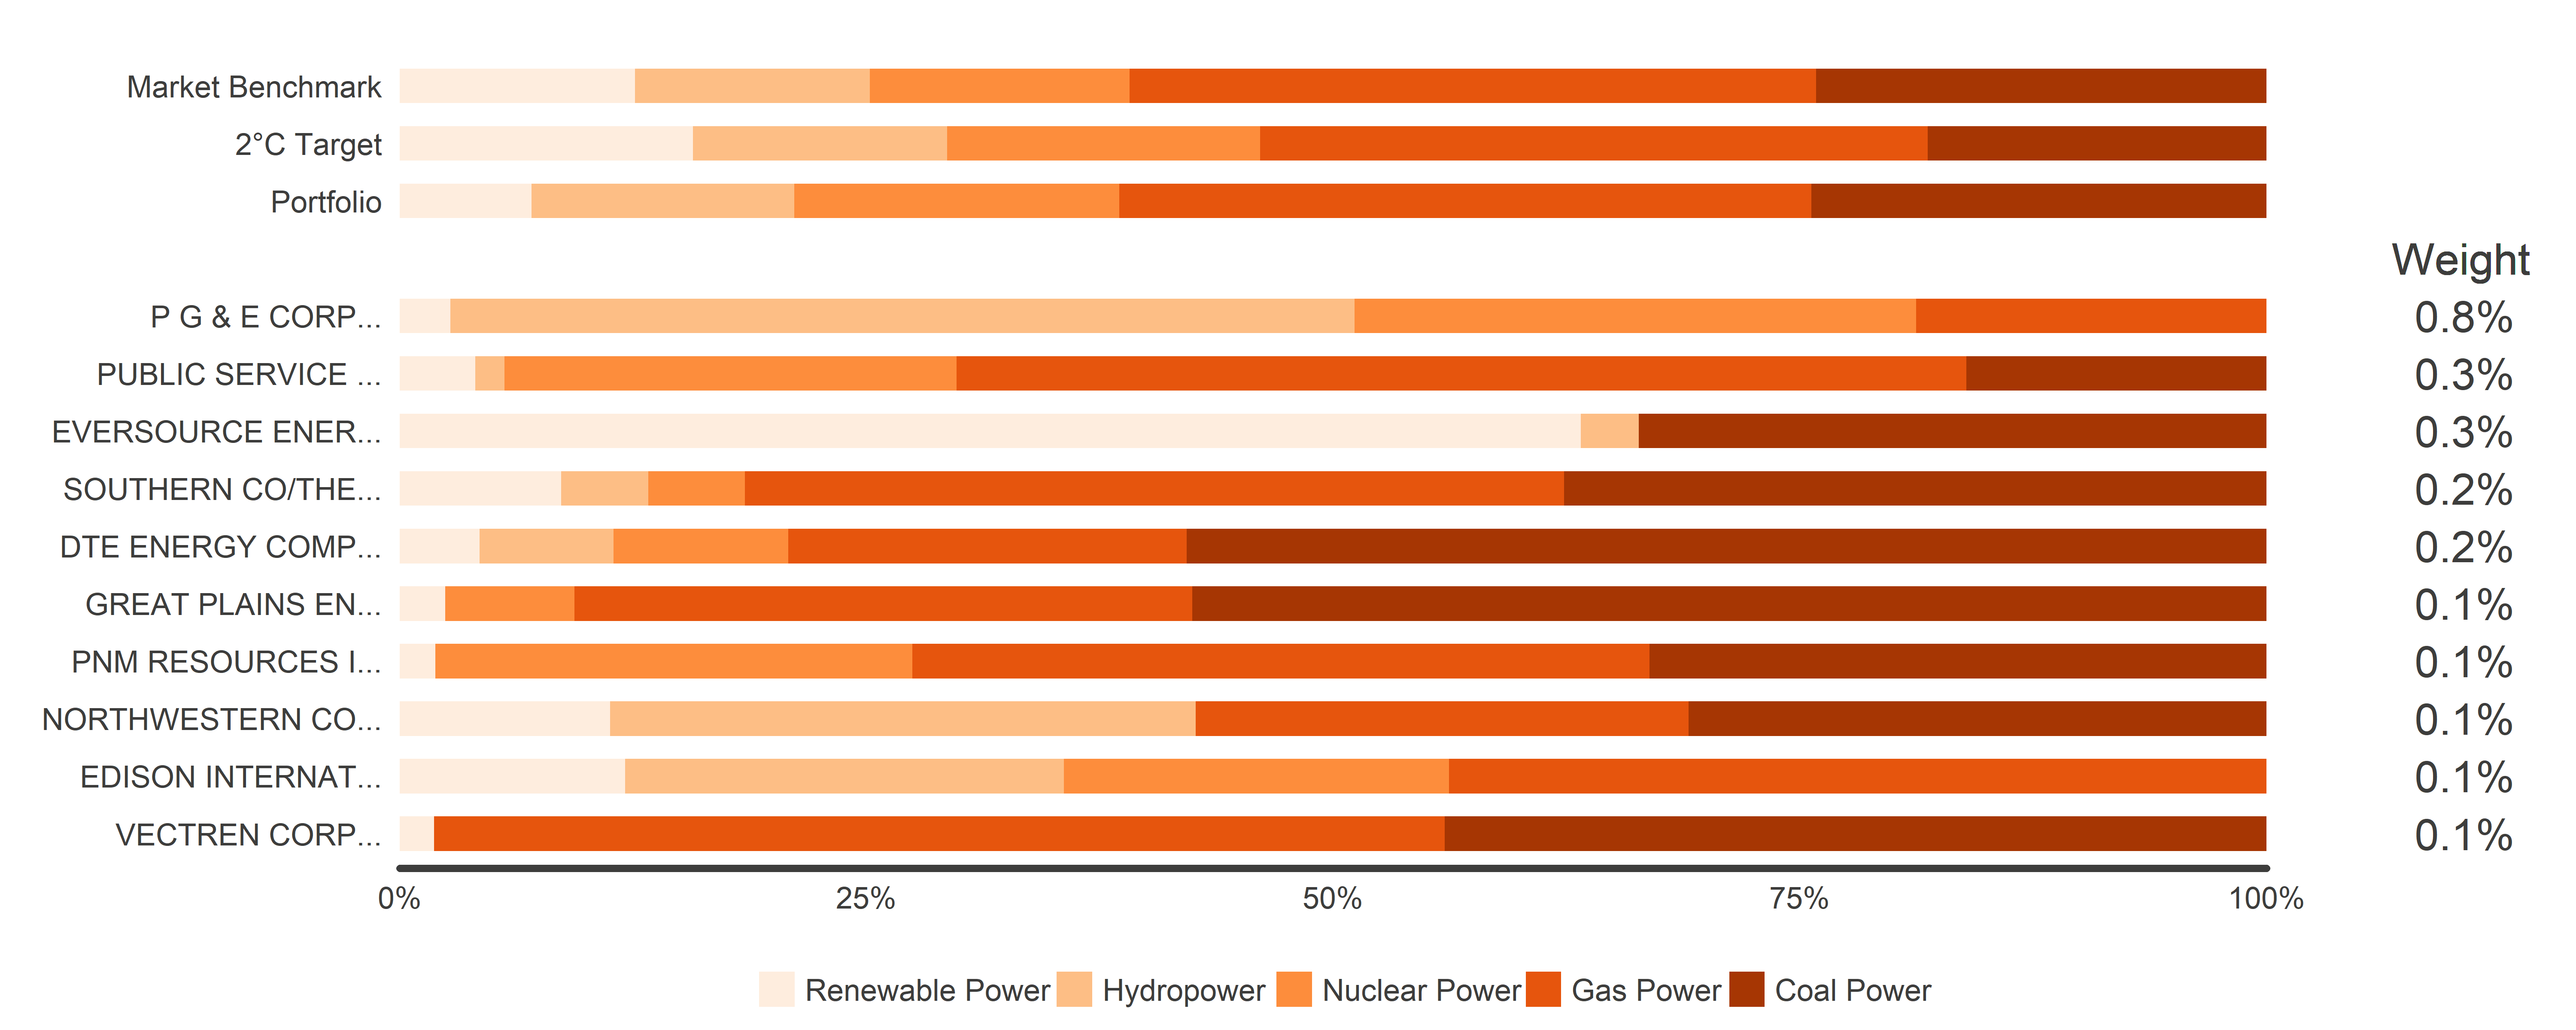 Market Benchmark
2°C Target
Portfolio
Weight
P G & E CORP... 0.8%
PUBLIC SERVICE ... 0.3%
EVERSOURCE ENER... 0.3%
SOUTHERN CO/THE... 0.2%
DTE ENERGY COMP... 0.2%
GREAT PLAINS EN... 0.1%
PNM RESOURCES I... 0.1%
NORTHWESTERN CO... 0.1%
EDISON INTERNAT... 0.1%
VECTREN CORP... 0.1%
0% 25% 50% 75% 100%
Renewable Power Hydropower Nuclear Power Gas Power Coal Power